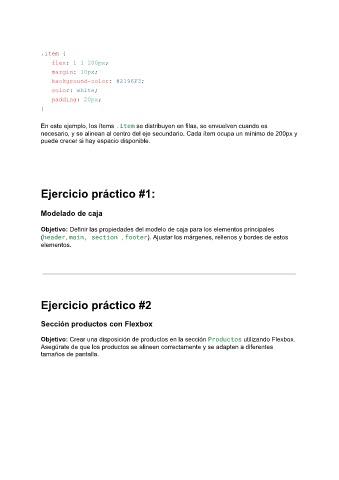 .item {
flex: 1 1 200px;
margin: 10px;
background-color: #2196F3;
color: white;
padding: 20px;
}
En este ejemplo, los ítems .item se distribuyen en filas, se envuelven cuando es
necesario, y se alinean al centro del eje secundario. Cada ítem ocupa un mínimo de 200px y
puede crecer si hay espacio disponible.
Ejercicio práctico #1:
Modelado de caja
Objetivo: Definir las propiedades del modelo de caja para los elementos principales
(header, main, section ,footer). Ajustar los márgenes, rellenos y bordes de estos
elementos.
Ejercicio práctico #2
Sección productos con Flexbox
Objetivo: Crear una disposición de productos en la sección Productos utilizando Flexbox.
Asegúrate de que los productos se alineen correctamente y se adapten a diferentes
tamaños de pantalla.